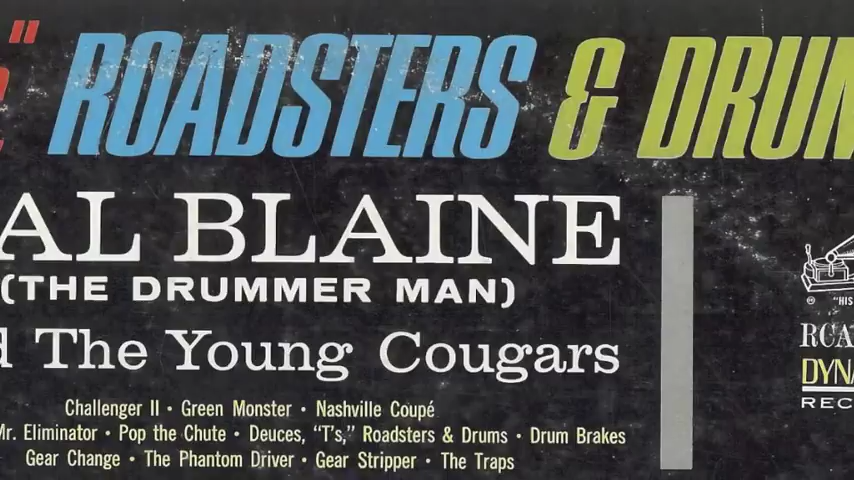 " ROADSTERS & DRUM
AL BLAINE
(THE DRUMMER MAN)
d The Young Cougars
Challenger II • Green Monster • Nashville Coupé
Mr. Eliminator • Pop the Chute • Deuces, “T’s,” Roadsters & Drums • Drum Brakes
Gear Change • The Phantom Driver • Gear Stripper • The Traps
"HIS
RCA
DYNA
REC